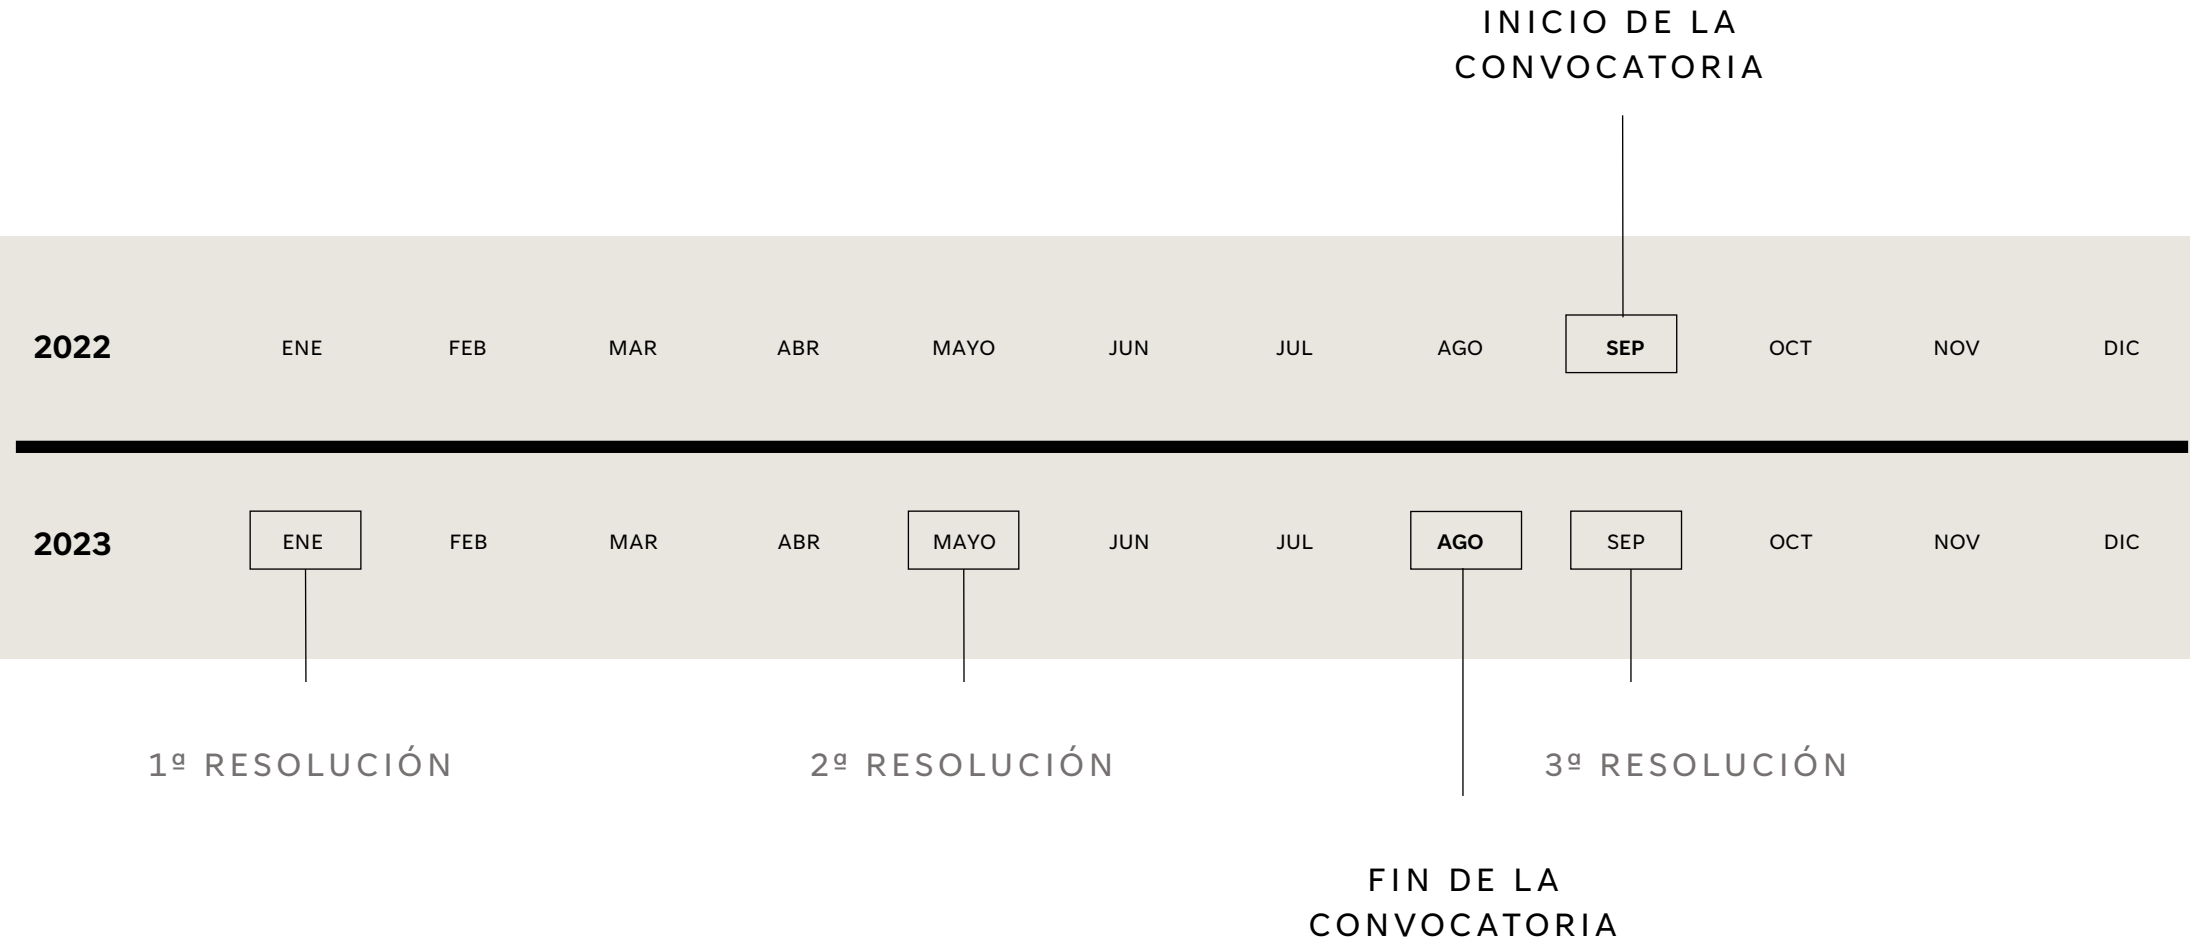 INICIO DE LA
CONVOCATORIA
2022 ENE FEB MAR ABR MAYO JUN JUL AGO SEP OCT NOV DIC
2023 ENE FEB MAR ABR MAYO JUN JUL AGO SEP OCT NOV DIC
1ª RESOLUCIÓN 2ª RESOLUCIÓN 3ª RESOLUCIÓN
FIN DE LA
CONVOCATORIA